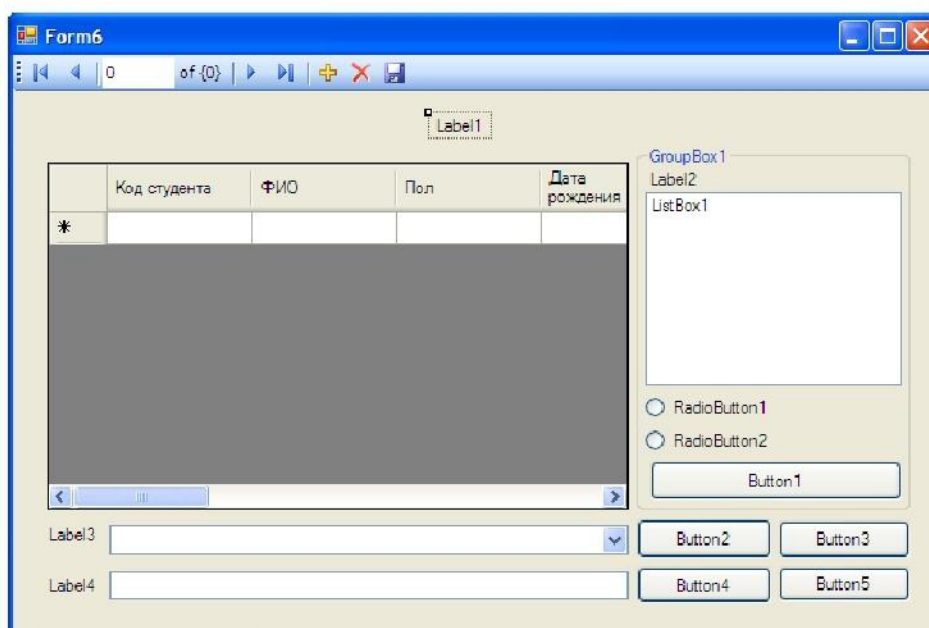 Form6
0 of {0}
Label1
Код студента ФИО Пол Дата рождения
GroupBox1
Label2
ListBox1
RadioButton1
RadioButton2
Button1
Label3
Button2 Button3
Label4
Button4 Button5